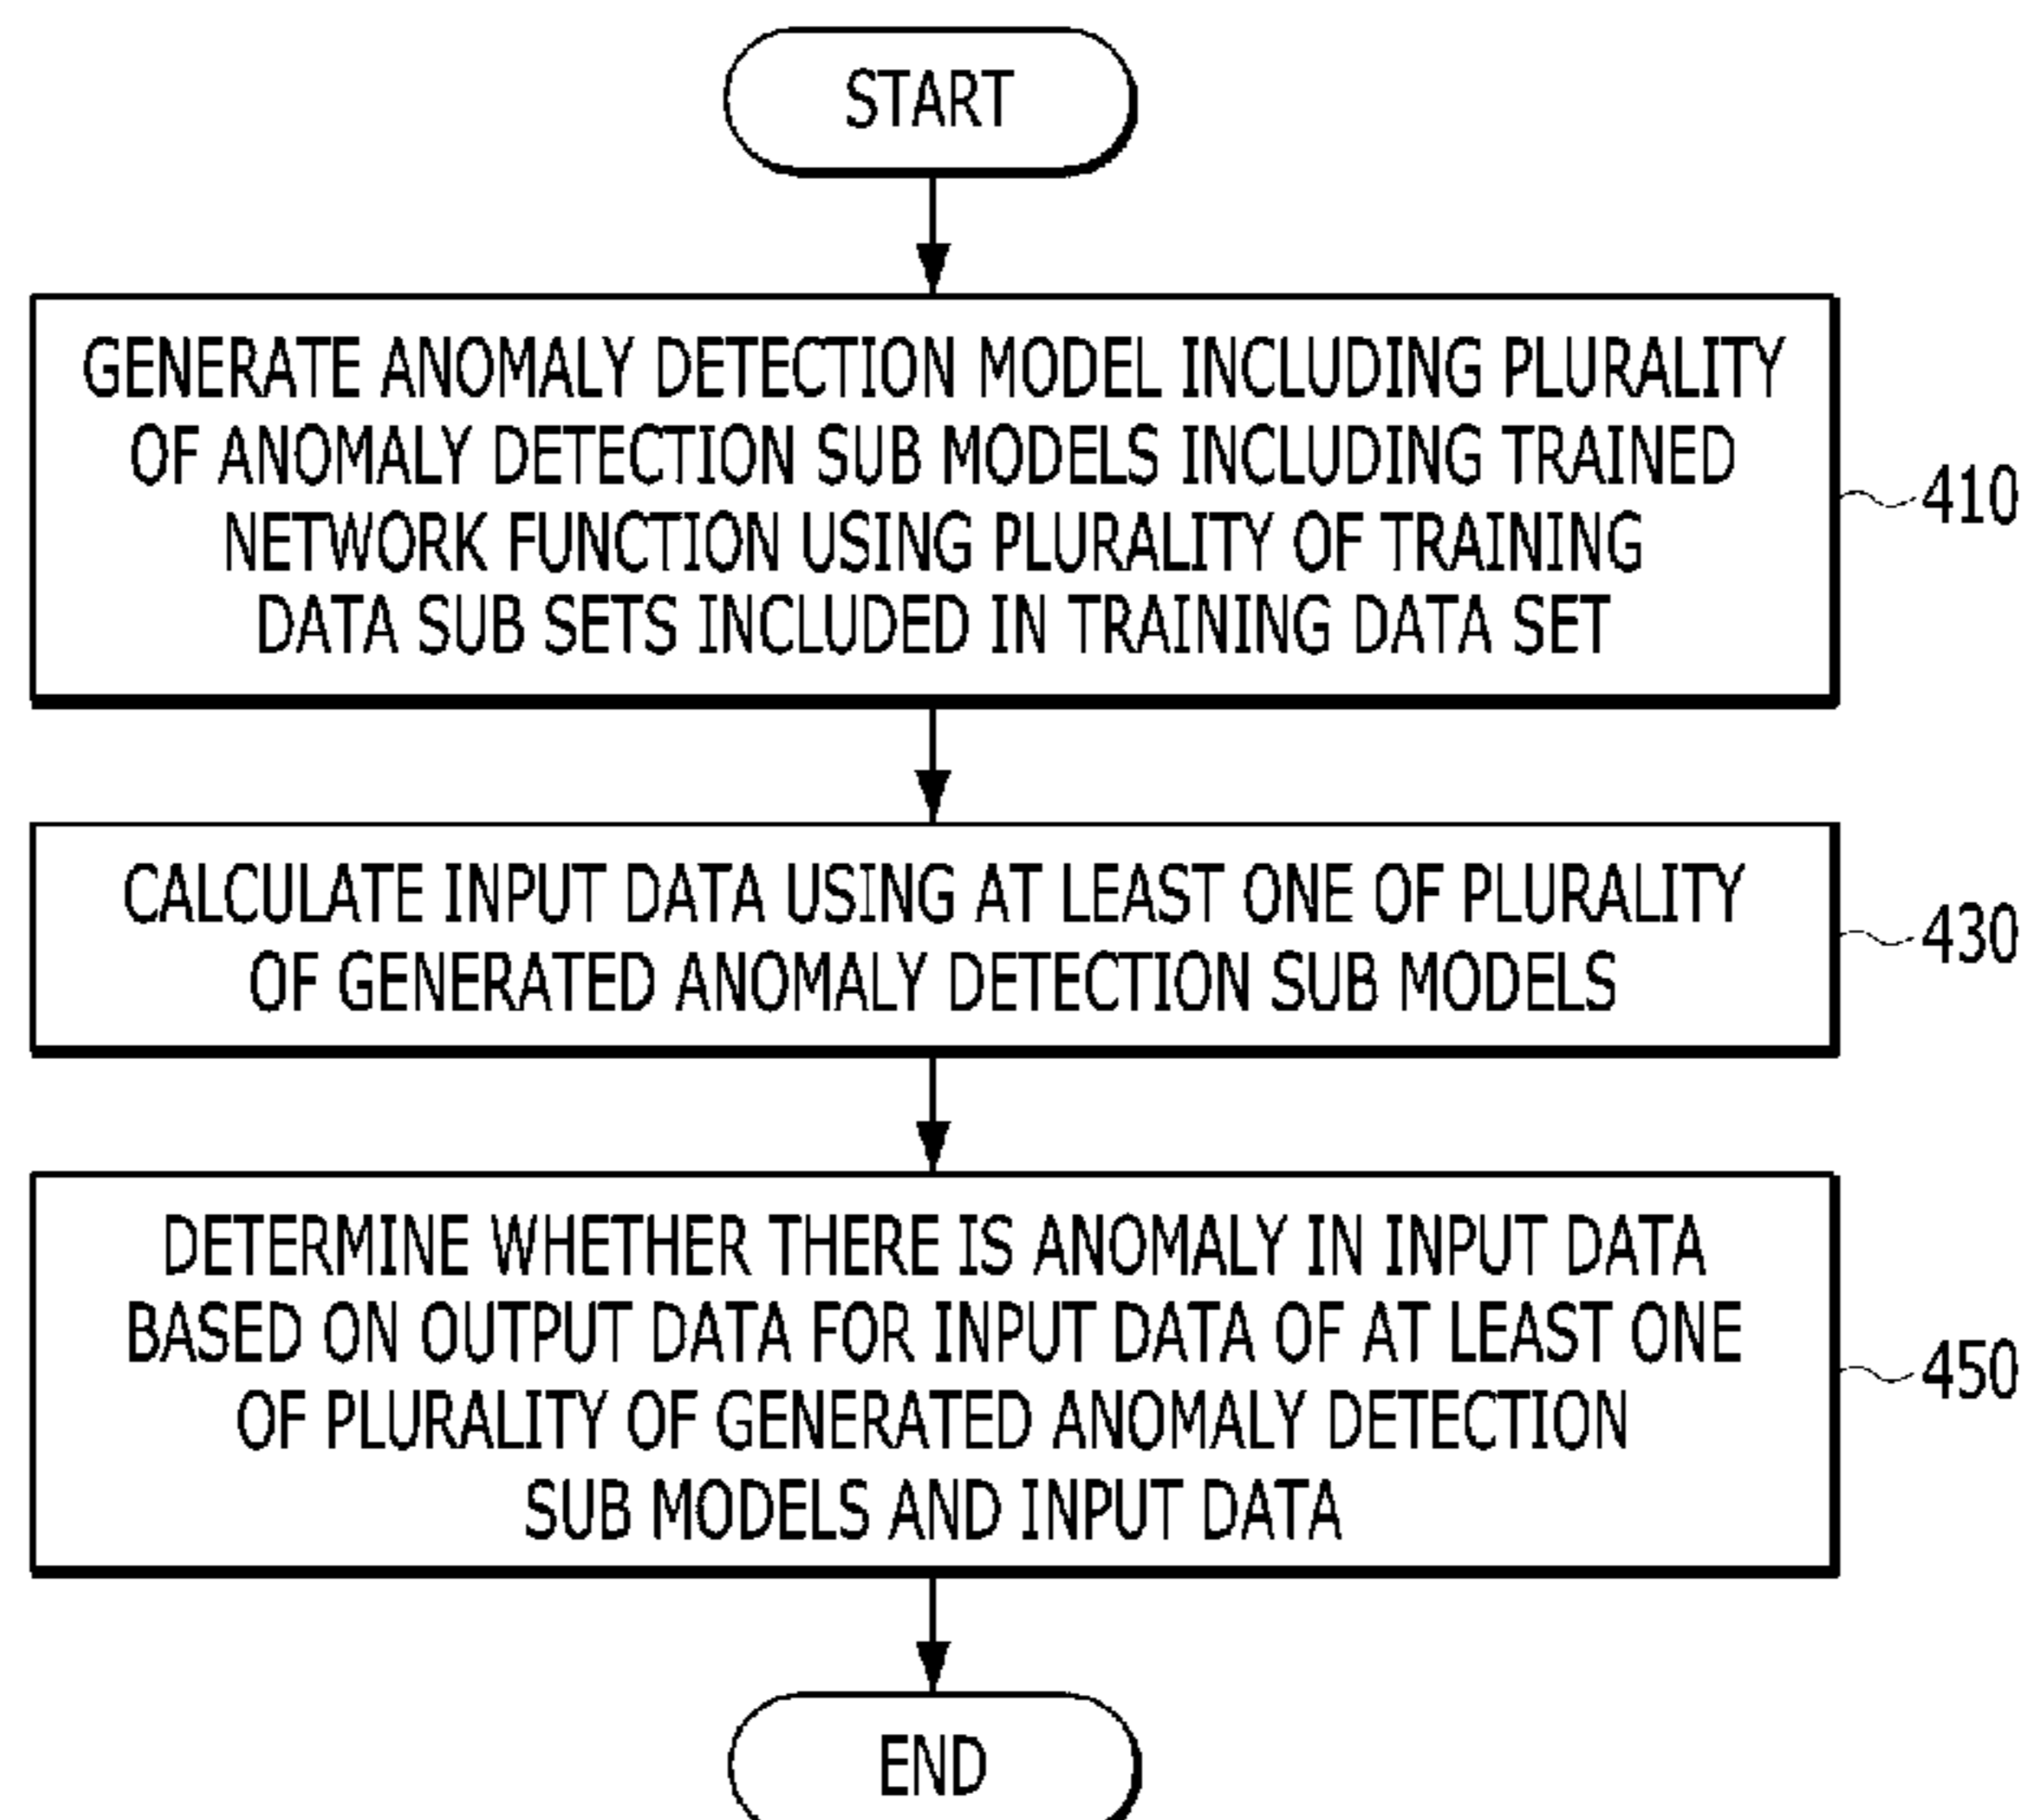 START
GENERATE ANOMALY DETECTION MODEL INCLUDING PLURALITY
OF ANOMALY DETECTION SUB MODELS INCLUDING TRAINED
NETWORK FUNCTION USING PLURALITY OF TRAINING
DATA SUB SETS INCLUDED IN TRAINING DATA SET
410
CALCULATE INPUT DATA USING AT LEAST ONE OF PLURALITY
OF GENERATED ANOMALY DETECTION SUB MODELS
430
DETERMINE WHETHER THERE IS ANOMALY IN INPUT DATA
BASED ON OUTPUT DATA FOR INPUT DATA OF AT LEAST ONE
OF PLURALITY OF GENERATED ANOMALY DETECTION
SUB MODELS AND INPUT DATA
450
END